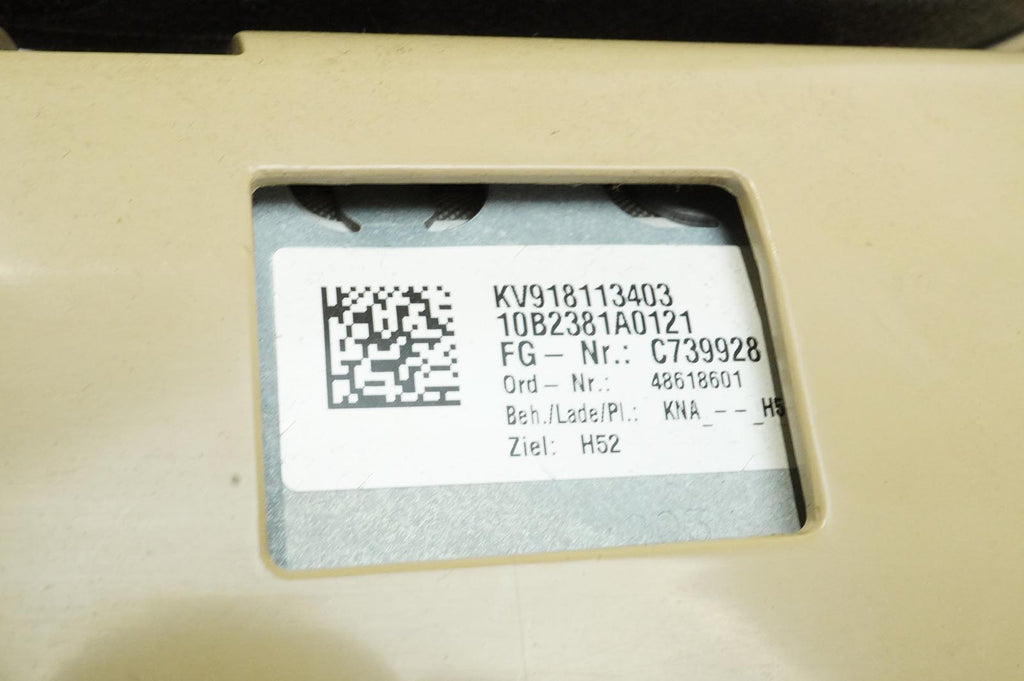 KV918113403
10B2381A0121
FG – Nr.: C739928
Ord – Nr.: 48618601
Beh./Lade/Pl.: KNA_ – – _H5
Ziel: H52